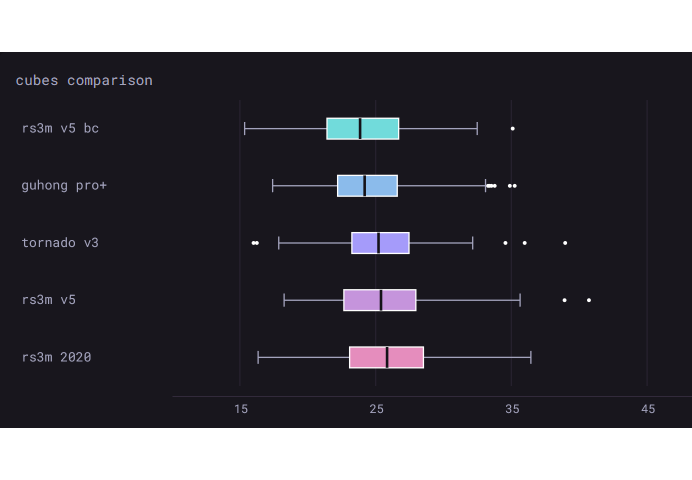 cubes comparison
rs3m v5 bc
guhong pro+
tornado v3
rs3m v5
rs3m 2020
15 25 35 45